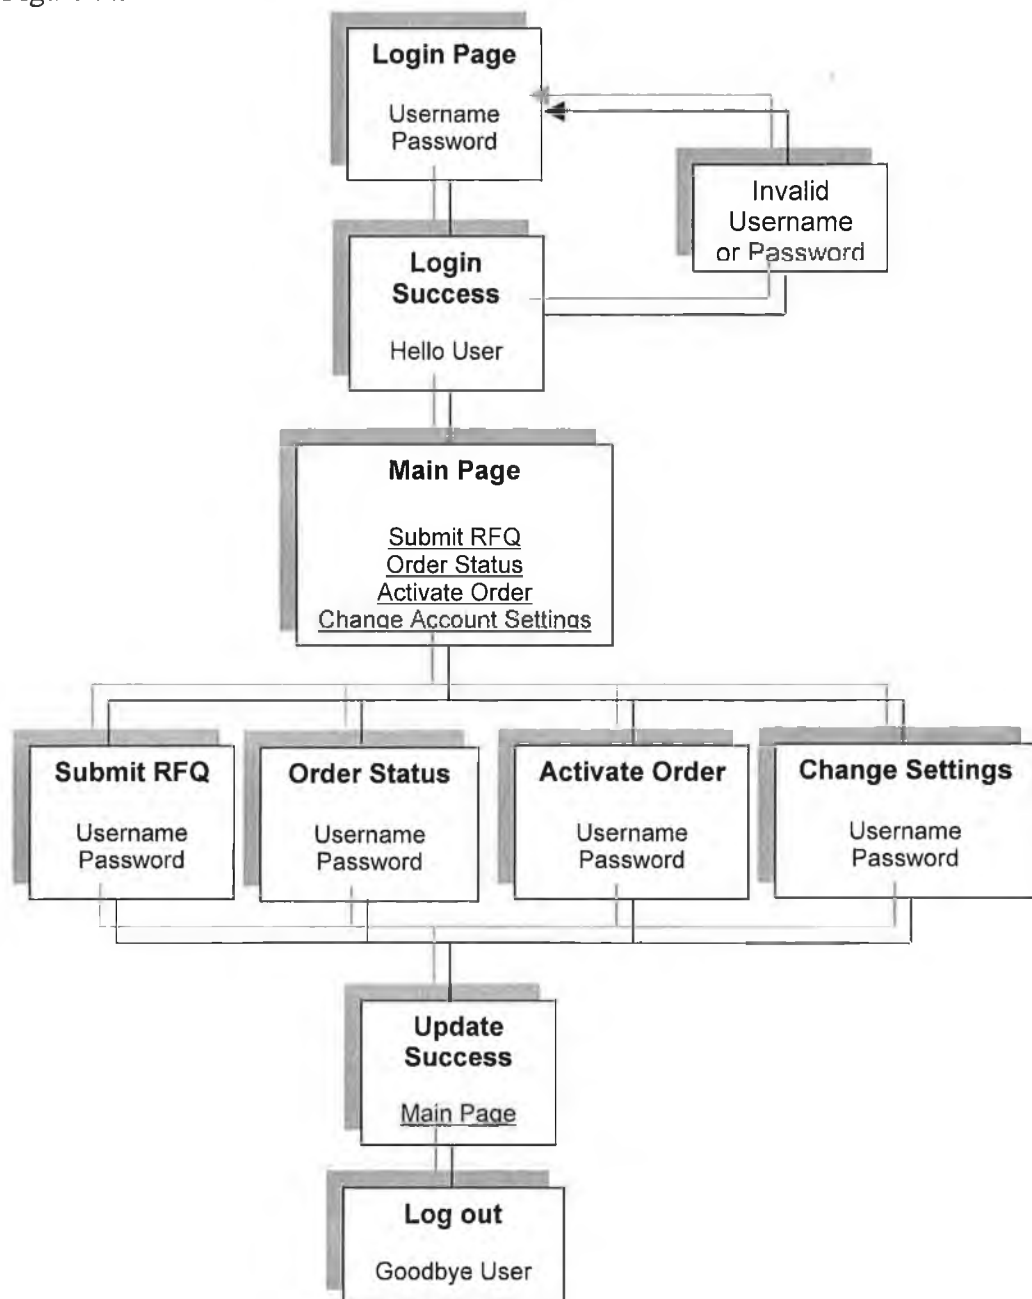 Login Page
Username
Password
Invalid
Username
or Password
Login
Success
Hello User
Main Page
Submit RFQ
Order Status
Activate Order
Change Account Settings
Submit RFQ
Username
Password
Order Status
Username
Password
Activate Order
Username
Password
Change Settings
Username
Password
Update
Success
Main Page
Log out
Goodbye User